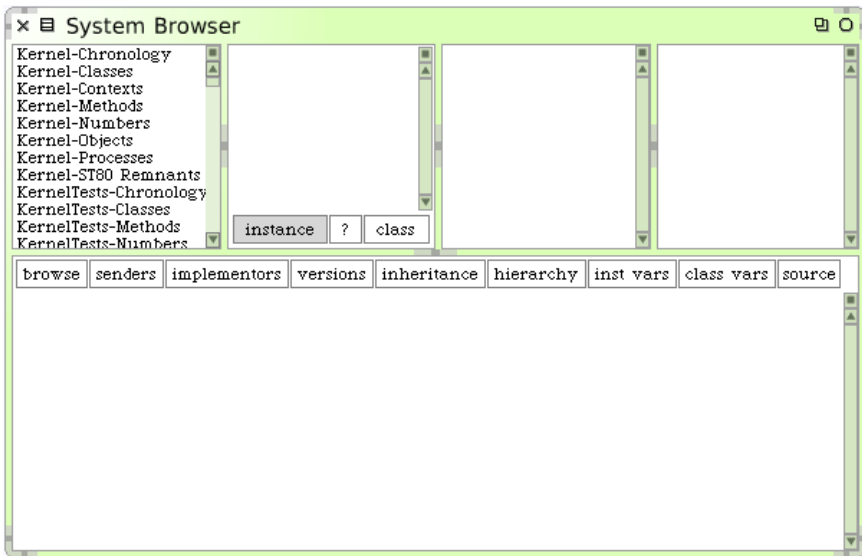 System Browser
Kernel-Chronology
Kernel-Classes
Kernel-Contexts
Kernel-Methods
Kernel-Numbers
Kernel-Objects
Kernel-Processes
Kernel-ST80 Remnants
KernelTests-Chronology
KernelTests-Classes
KernelTests-Methods
KernelTests-Numbers
instance ? class
browse senders implementors versions inheritance hierarchy inst vars class vars source